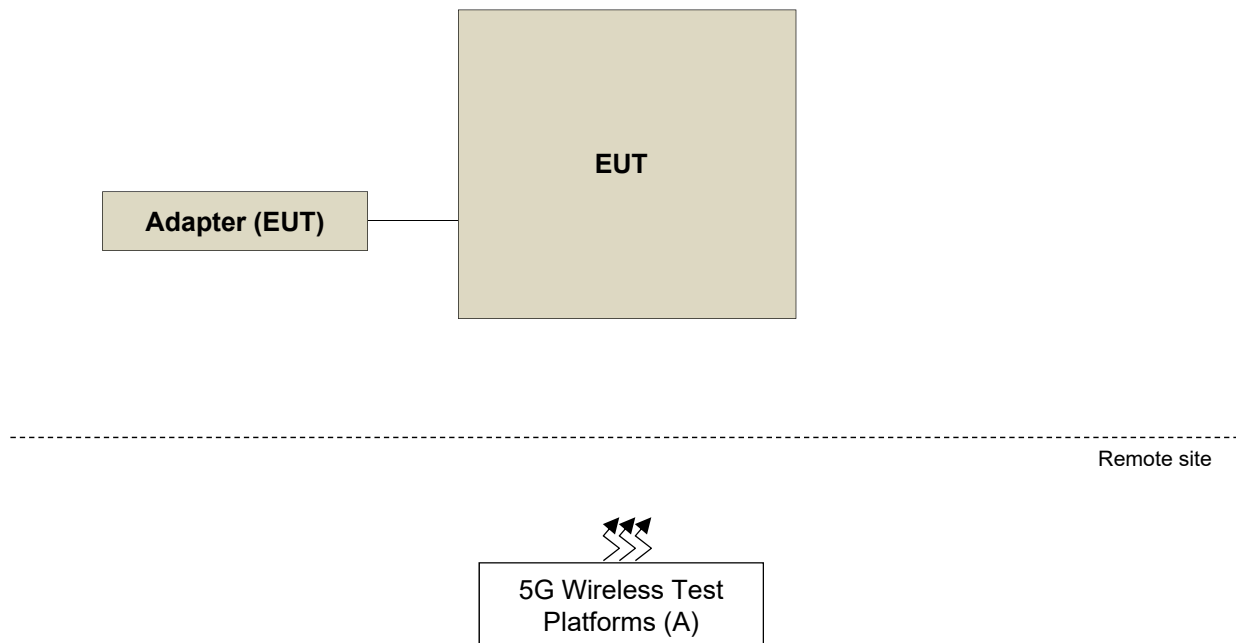 EUT
Adapter (EUT)
Remote site
5G Wireless Test
Platforms (A)